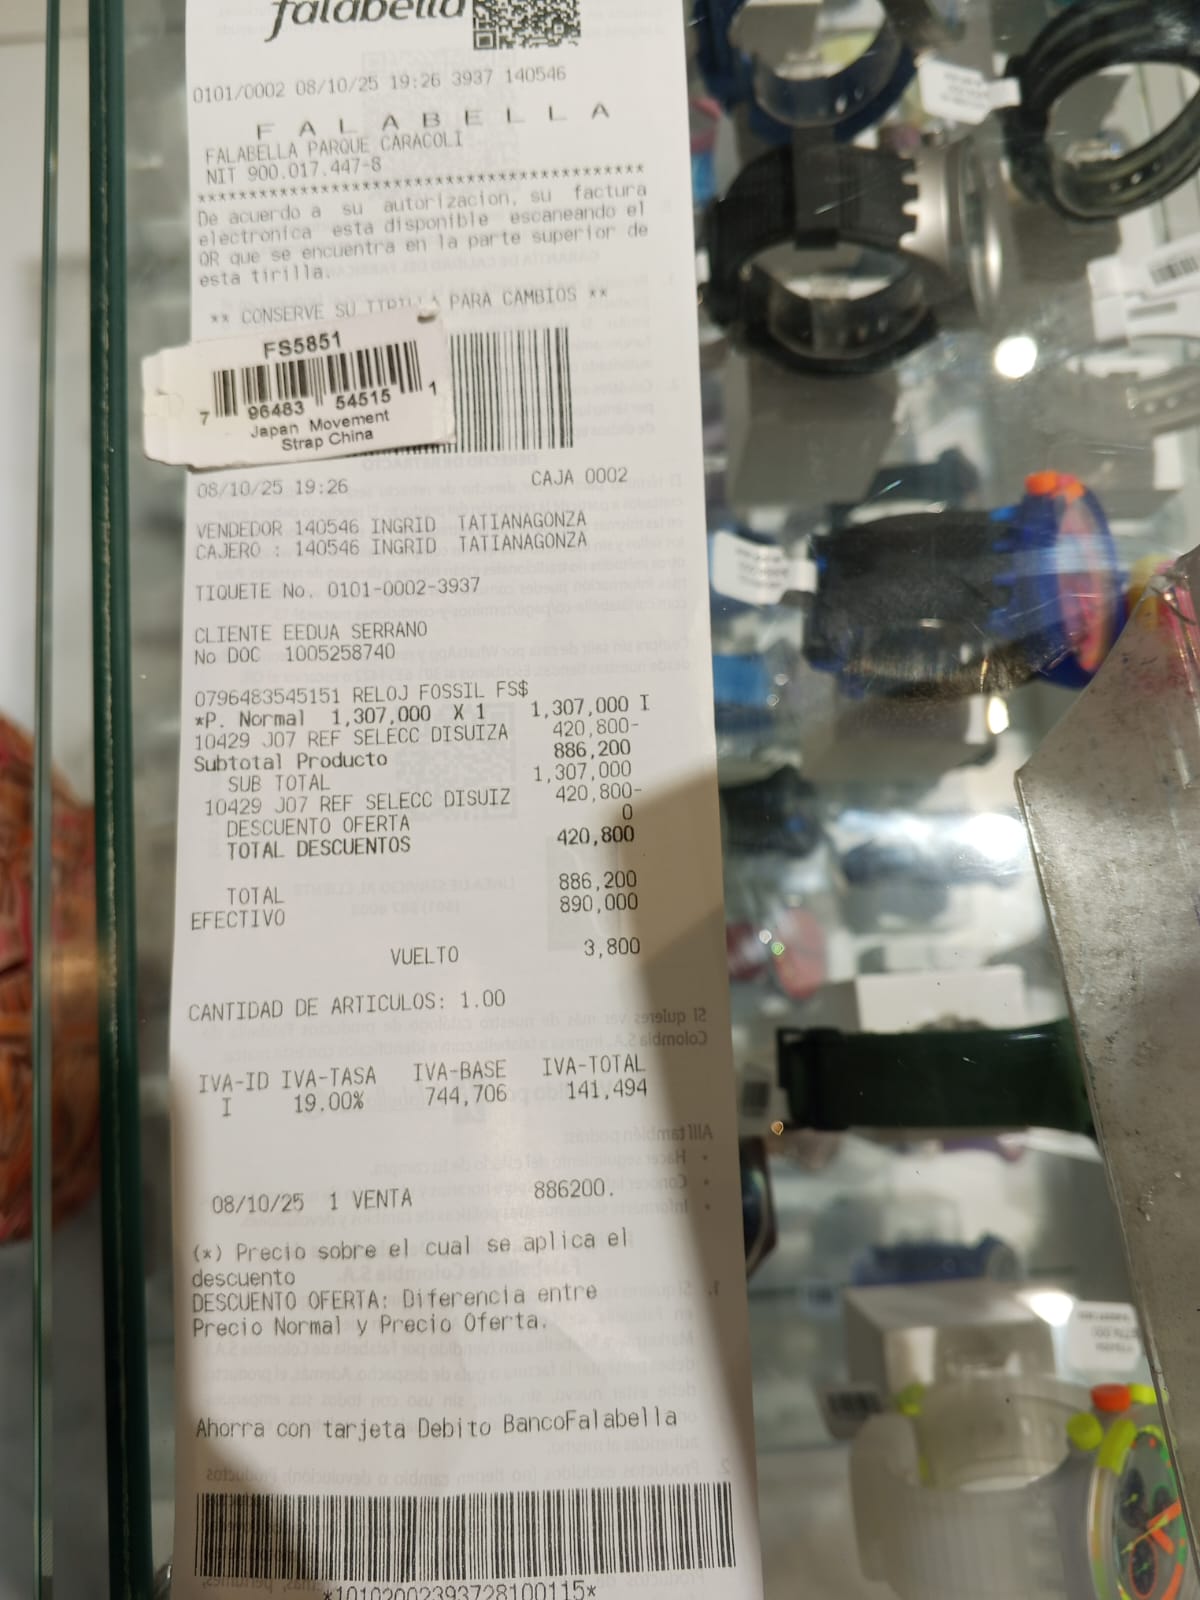 falabella
0101/0002 08/10/25 19:26 3937 140546
F A L A B E L L A
FALABELLA PARQUE CARACOLI
NIT 900.017.447-8
******************************************
De acuerdo a su autorizacion, su factura
electronica esta disponible escaneando el
QR que se encuentra en la parte superior de
esta tirilla.
** CONSERVE SU TIRILLA PARA CAMBIOS **
FS5851
7 96483 54515 1
Japan Movement
Strap China
08/10/25 19:26 CAJA 0002
VENDEDOR 140546 INGRID TATIANAGONZA
CAJERO : 140546 INGRID TATIANAGONZA
TIQUETE No. 0101-0002-3937
CLIENTE EEDUA SERRANO
No DOC 1005258740
0796483545151 RELOJ FOSSIL FS$
*P. Normal 1,307,000 X 1 1,307,000 I
10429 J07 REF SELECC DISUIZA 420,800-
Subtotal Producto 886,200
SUB TOTAL 1,307,000
10429 J07 REF SELECC DISUIZ 420,800-
DESCUENTO OFERTA 0
TOTAL DESCUENTOS 420,800
TOTAL 886,200
EFECTIVO 890,000
VUELTO 3,800
CANTIDAD DE ARTICULOS: 1.00
IVA-ID IVA-TASA IVA-BASE IVA-TOTAL
I 19.00% 744,706 141,494
08/10/25 1 VENTA 886200.
(*) Precio sobre el cual se aplica el
descuento
DESCUENTO OFERTA: Diferencia entre
Precio Normal y Precio Oferta.
Ahorra con tarjeta Debito BancoFalabella
*10102002393728100115*